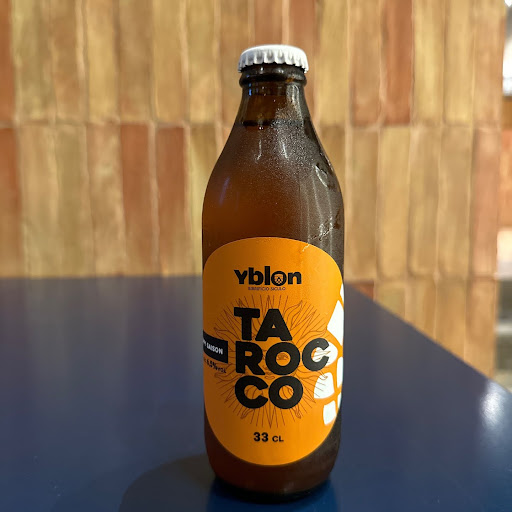 Yblon
BIRRIFICIO SICULO
TA
ROC
CO
SAISON
33 CL